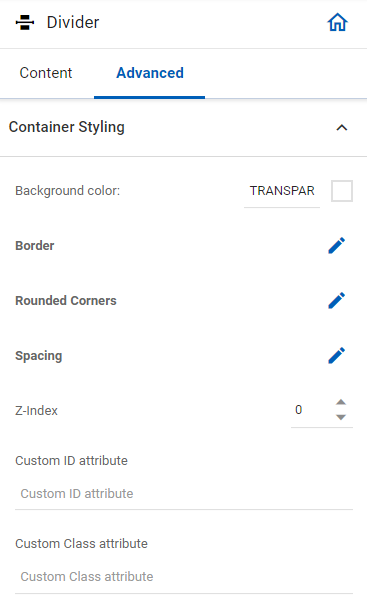 Divider
Content Advanced
Container Styling
Background color: TRANSPAR
Border
Rounded Corners
Spacing
Z-Index 0
Custom ID attribute
Custom ID attribute
Custom Class attribute
Custom Class attribute